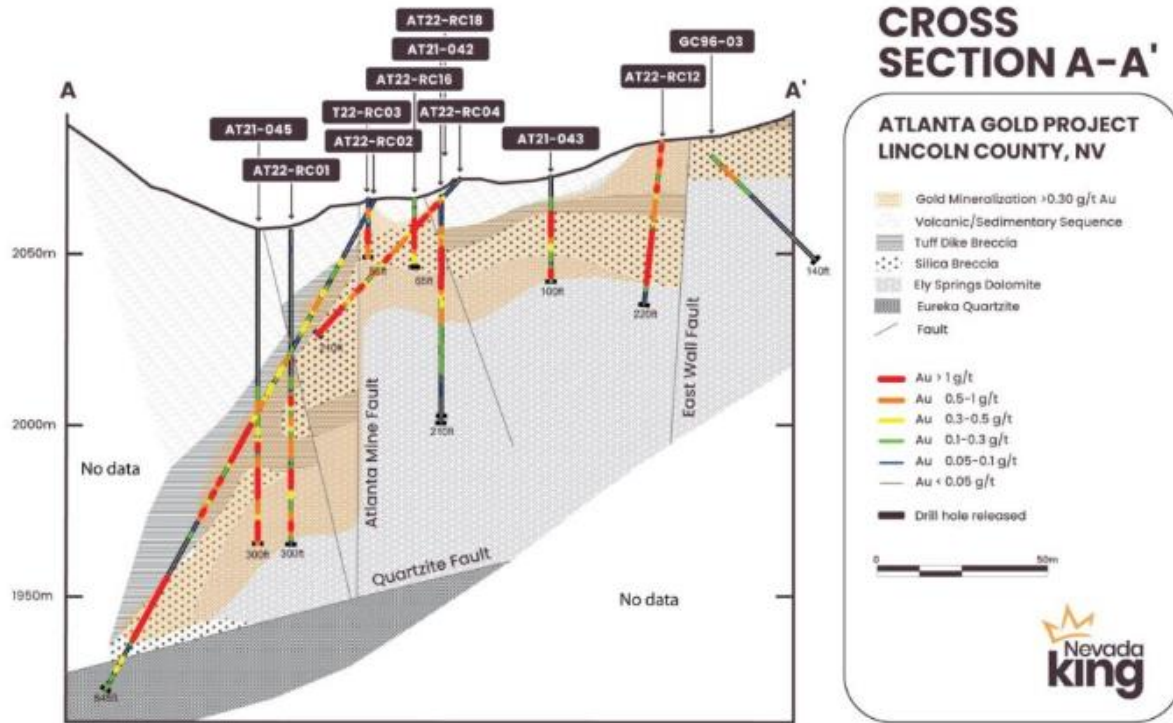 AT22-RC18
AT21-042
GC96-03
AT22-RC16
AT22-RC12
A
A'
T22-RC03
AT22-RC04
AT21-045
AT22-RC02
AT21-043
AT22-RC01
2050m
2000m
1950m
65ft
100ft
220ft
140ft
210ft
300ft
300ft
No data
No data
Atlanta Mine Fault
East Wall Fault
Quartzite Fault
CROSS
SECTION A-A'
ATLANTA GOLD PROJECT
LINCOLN COUNTY, NV
Gold Mineralization >0.30 g/t Au
Volcanic/Sedimentary Sequence
Tuff Dike Breccia
Silica Breccia
Ely Springs Dolomite
Eureka Quartzite
Fault
Au > 1 g/t
Au 0.5-1 g/t
Au 0.3-0.5 g/t
Au 0.1-0.3 g/t
Au 0.05-0.1 g/t
Au < 0.05 g/t
Drill hole released
0 50m
Nevada
king